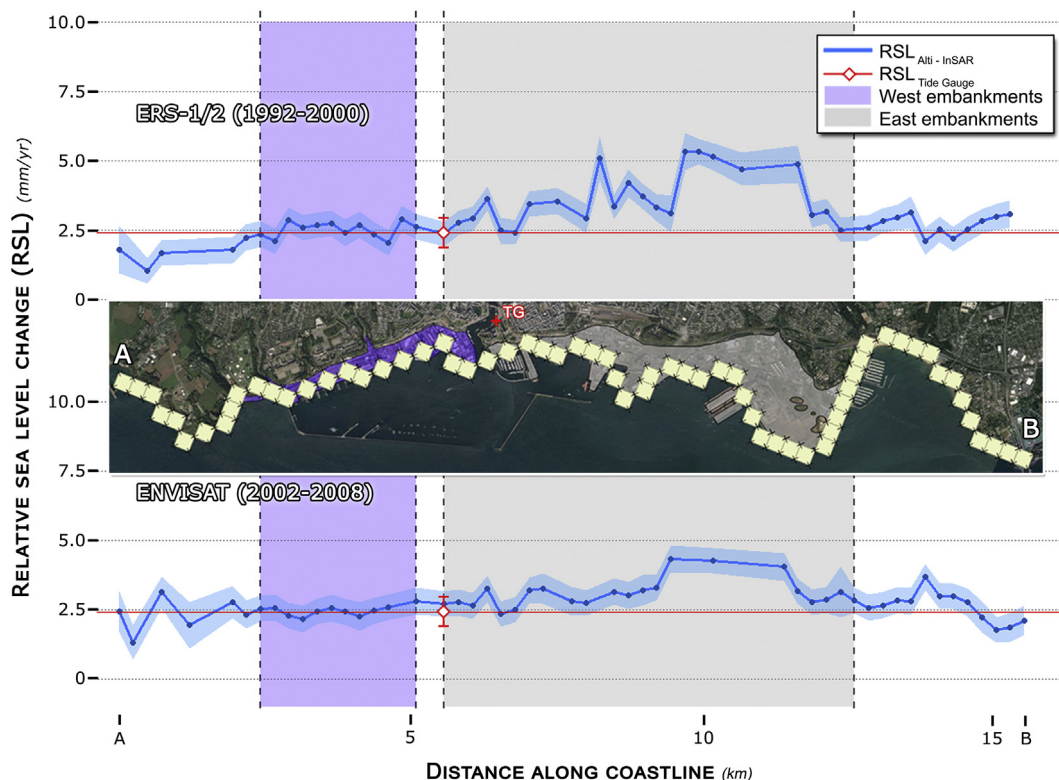 10.0
7.5
5.0
2.5
0
10.0
7.5
5.0
2.5
0
RELATIVE SEA LEVEL CHANGE (RSL) (mm/yr)
ERS-1/2 (1992-2000)
RSL Alti - InSAR
RSL Tide Gauge
West embankments
East embankments
TG
A
B
ENVISAT (2002-2008)
A 5 10 15 B
DISTANCE ALONG COASTLINE (km)